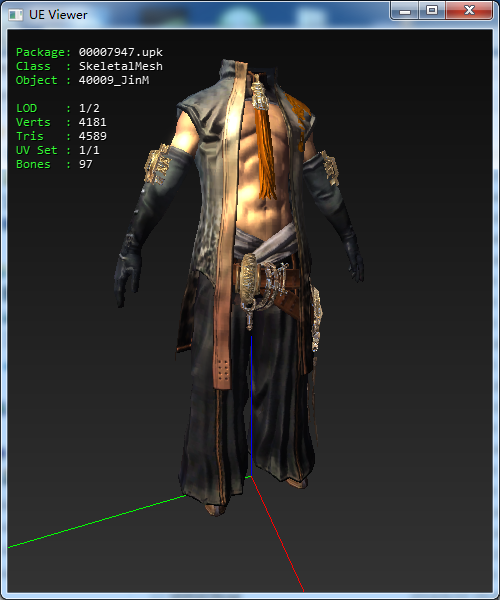 UE Viewer
Package: 00007947.upk
Class : SkeletalMesh
Object : 40009_JinM
LOD : 1/2
Verts : 4181
Tris : 4589
UV Set : 1/1
Bones : 97